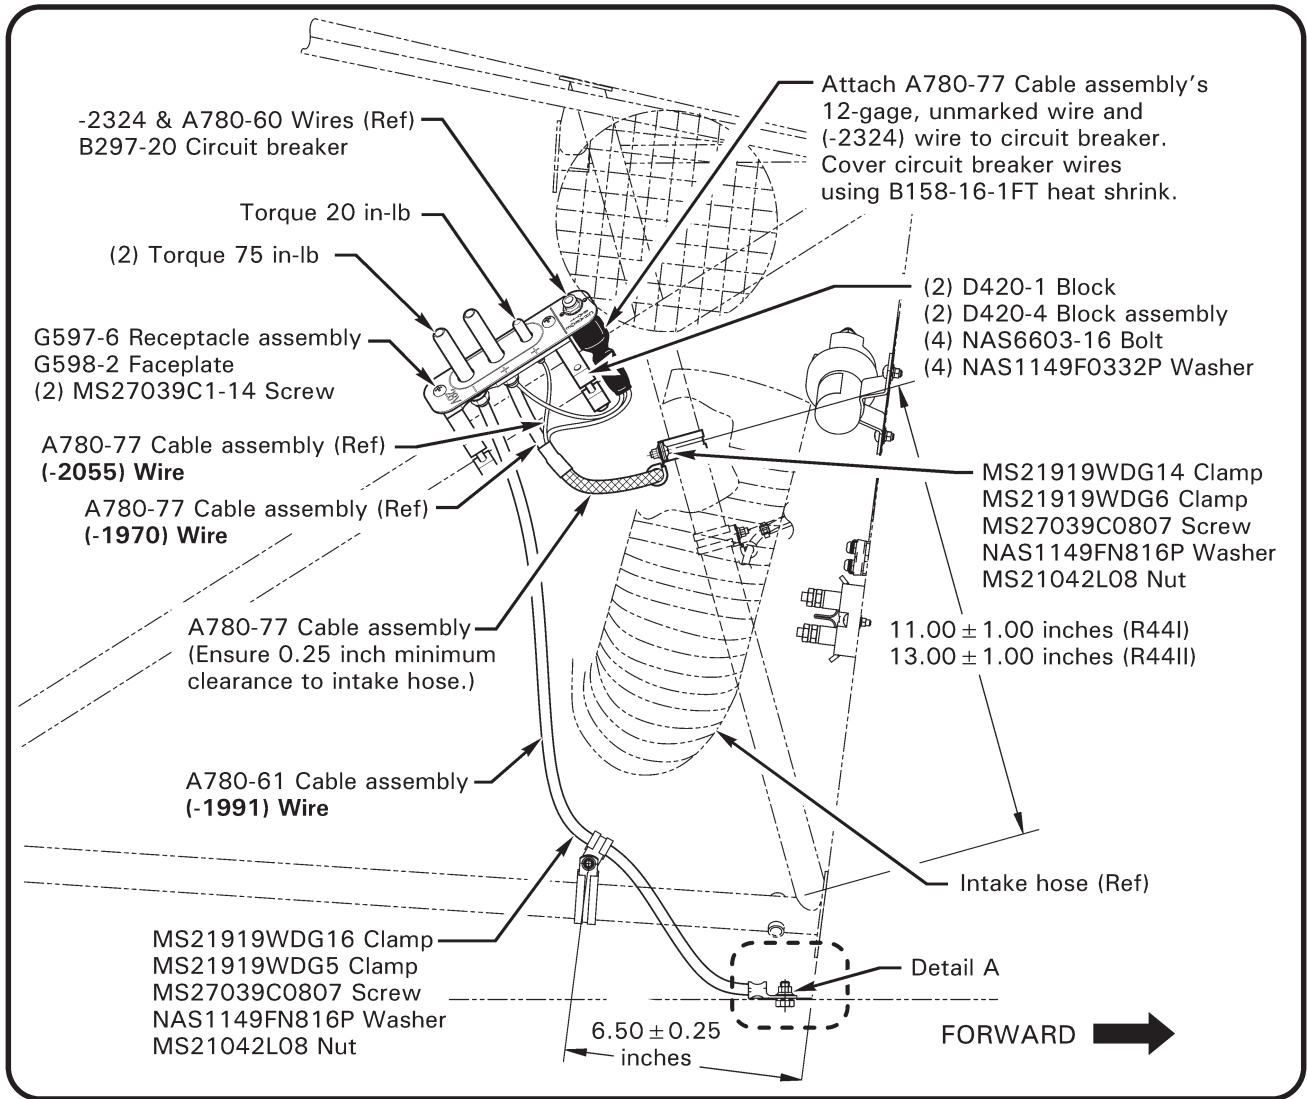 -2324 & A780-60 Wires (Ref)
B297-20 Circuit breaker
Torque 20 in-lb
(2) Torque 75 in-lb
G597-6 Receptacle assembly
G598-2 Faceplate
(2) MS27039C1-14 Screw
A780-77 Cable assembly (Ref)
(-2055) Wire
A780-77 Cable assembly (Ref)
(-1970) Wire
A780-77 Cable assembly
(Ensure 0.25 inch minimum
clearance to intake hose.)
A780-61 Cable assembly
(-1991) Wire
MS21919WDG16 Clamp
MS21919WDG5 Clamp
MS27039C0807 Screw
NAS1149FN816P Washer
MS21042L08 Nut
Attach A780-77 Cable assembly's
12-gage, unmarked wire and
(-2324) wire to circuit breaker.
Cover circuit breaker wires
using B158-16-1FT heat shrink.
(2) D420-1 Block
(2) D420-4 Block assembly
(4) NAS6603-16 Bolt
(4) NAS1149F0332P Washer
MS21919WDG14 Clamp
MS21919WDG6 Clamp
MS27039C0807 Screw
NAS1149FN816P Washer
MS21042L08 Nut
11.00 ± 1.00 inches (R44I)
13.00 ± 1.00 inches (R44II)
Intake hose (Ref)
Detail A
6.50 ± 0.25
inches
FORWARD